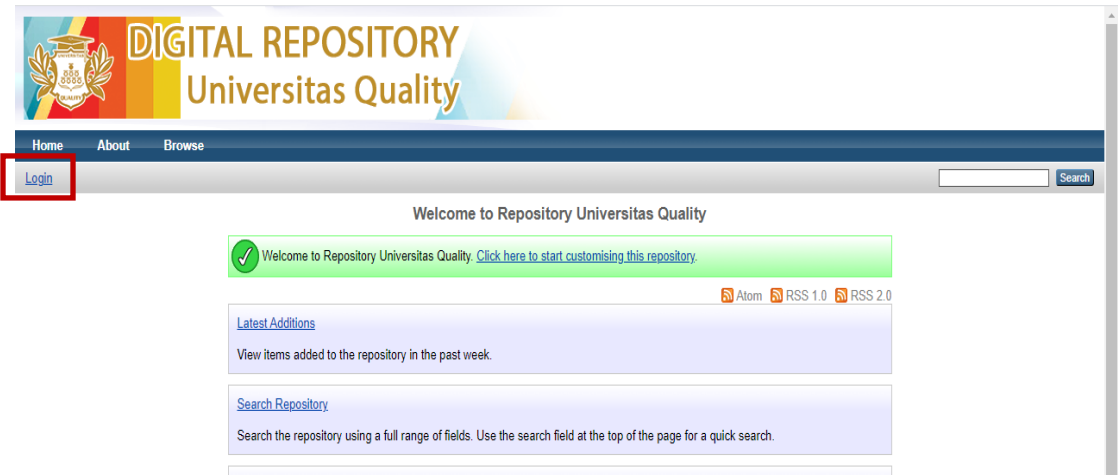 DIGITAL REPOSITORY
Universitas Quality
Home About Browse
Login
Search
Welcome to Repository Universitas Quality
Welcome to Repository Universitas Quality. Click here to start customising this repository.
Atom RSS 1.0 RSS 2.0
Latest Additions
View items added to the repository in the past week.
Search Repository
Search the repository using a full range of fields. Use the search field at the top of the page for a quick search.